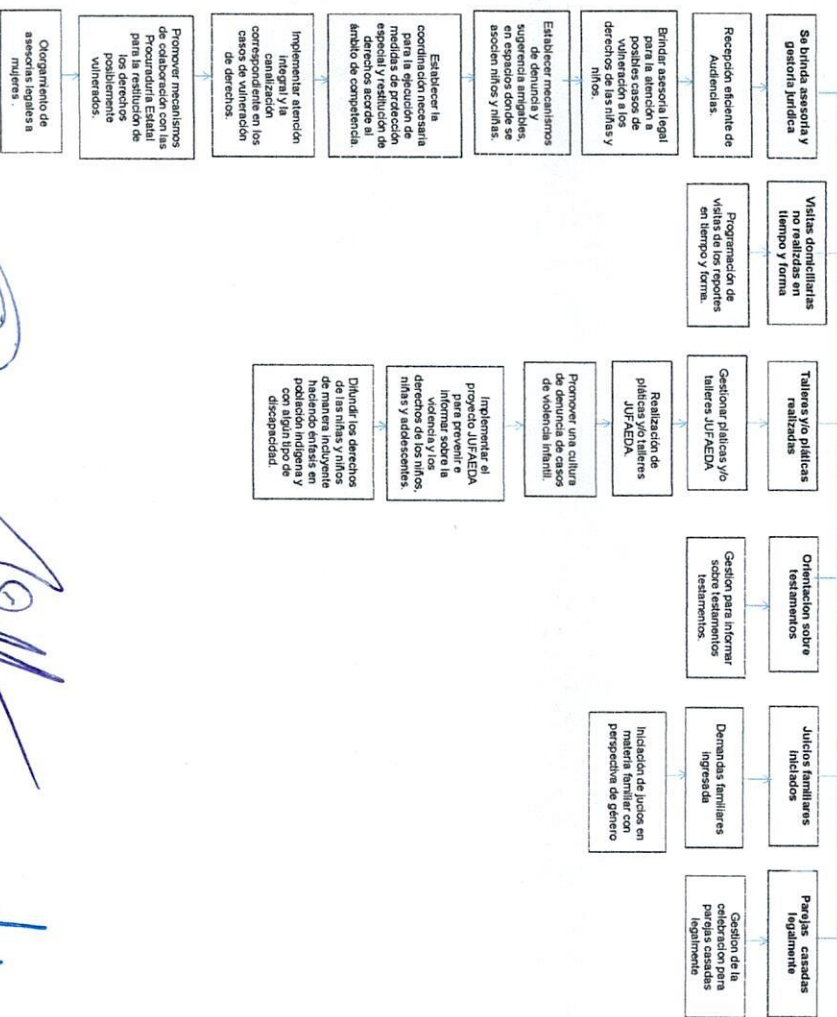 Se brinda asesoría y
gestoría jurídica
Recepción eficiente de
Audiencias.
Brindar asesoría legal
para la atención a
posibles casos de
vulneración a los
derechos de las niñas y
niños.
Establecer mecanismos
de denuncia y
sugerencia amigables,
en espacios donde se
asocien niños y niñas.
Establecer la
coordinación necesaria
para la ejecución de
medidas de protección
especial y restitución de
derechos acorde al
ámbito de competencia.
Implementar atención
integral y la
canalización
correspondiente en los
casos de vulneración
de derechos.
Promover mecanismos
de colaboración con las
Procuraduría Estatal
para la restitución de
los derechos
posiblemente
vulnerados.
Otorgamiento de
asesorías legales a
mujeres .
Visitas domiciliarias
no realizdas en
tiempo y forma
Programación de
visitas de los reportes
en tiempo y forma.
Talleres y/o pláticas
realizadas
Gestionar platicas y/o
talleres JUFAEDA
Realización de
pláticas y/o talleres
JUFAEDA.
Promover una cultura
de denuncia de casos
de violencia infantil.
Implementar el
proyecto JUFAEDA
para prevenir e
informar sobre la
violencia y los
derechos de los niños,
niñas y adolescentes.
Difundir los derechos
de las niñas y niños
de manera incluyente
haciendo énfasis en
población indígena y
con algún tipo de
discapacidad.
Orientacion sobre
testamentos
Gestion para informar
sobre testamentos
testamentos.
Juicios familiares
iniciados
Demandas familiares
ingresada
Iniciación de jucios en
materia familiar con
perspectiva de género
Parejas casadas
legalmente
Gestion de la
celebracion para
parejas casadas
legalmente